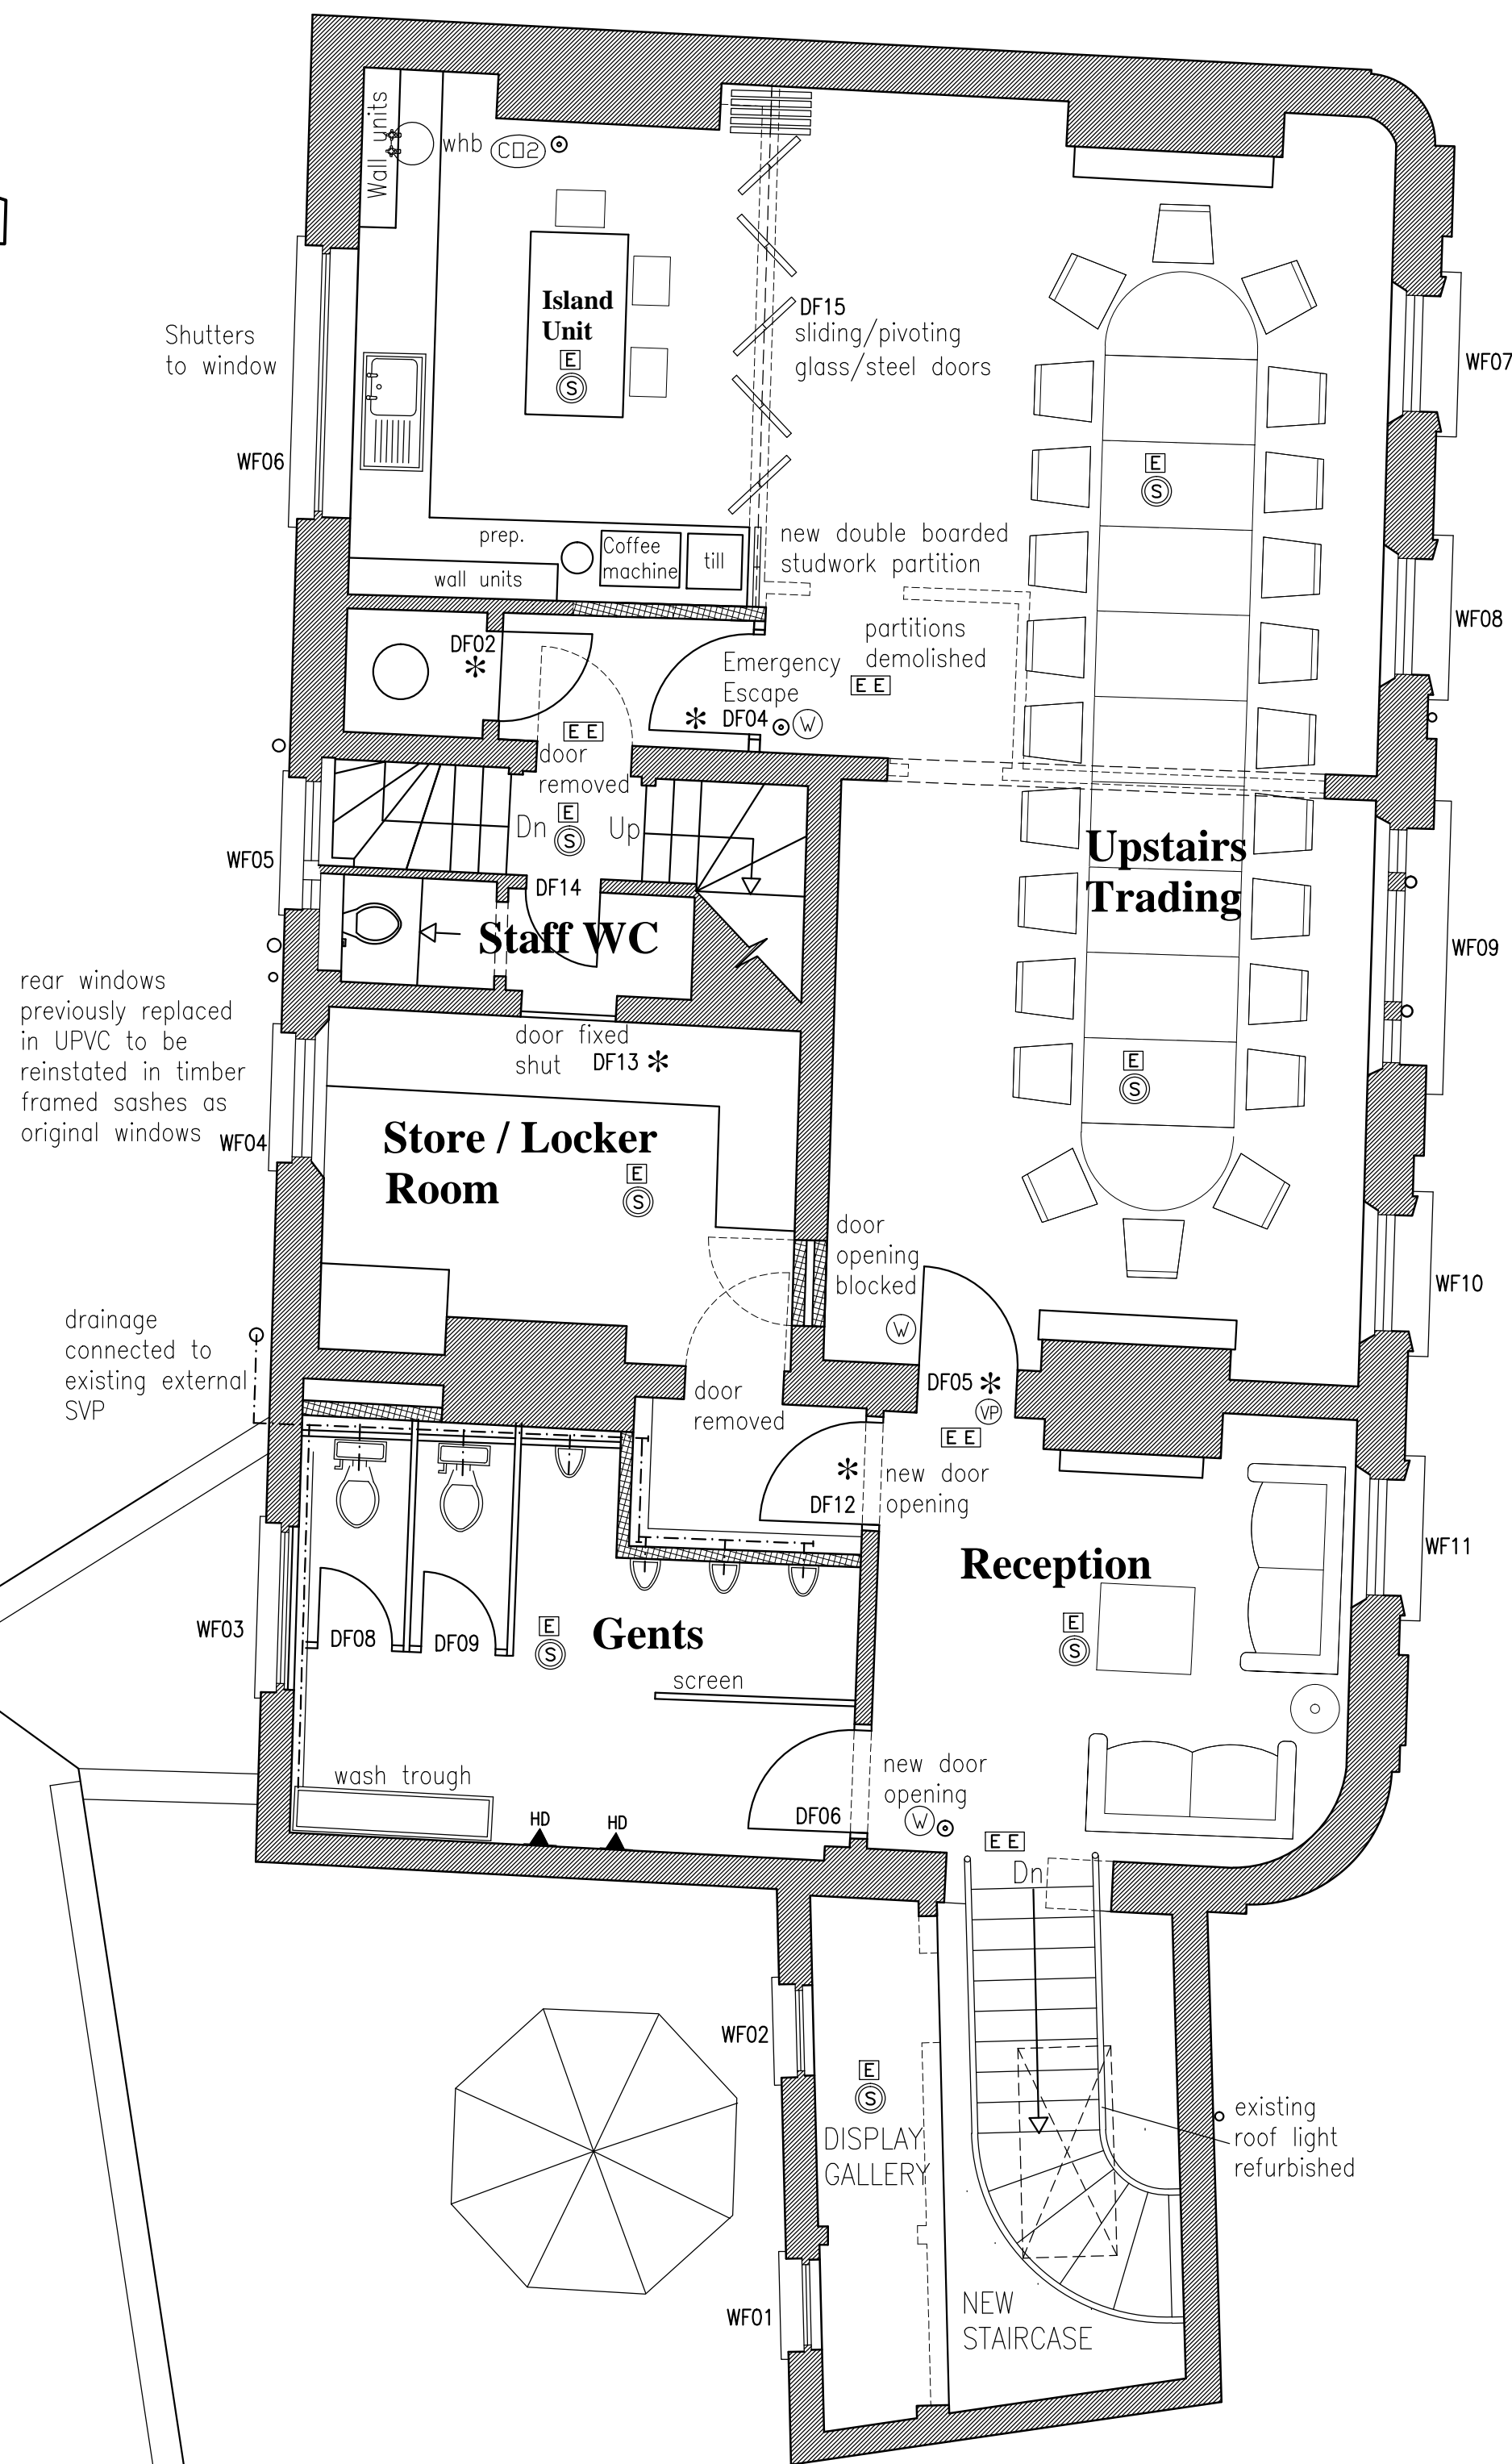 Wall units
whb
CO2
Island
Unit
E
S
Shutters
to window
WF06
DF15
sliding/pivoting
glass/steel doors
WF07
E
S
prep.
wall units
Coffee
machine
till
new double boarded
studwork partition
WF08
DF02
*
partitions
demolished
Emergency
Escape
* DF04
W
E E
E E
door
removed
E
S
Dn
Up
WF05
DF14
Staff WC
Upstairs
Trading
WF09
rear windows
previously replaced
in UPVC to be
reinstated in timber
framed sashes as
original windows
WF04
door fixed
shut
DF13 *
E
S
Store / Locker
Room
E
S
door
opening
blocked
W
WF10
drainage
connected to
existing external
SVP
door
removed
DF05 *
VP
E E
*
DF12
new door
opening
WF11
Reception
E
S
WF03
DF08
DF09
E
S
Gents
screen
wash trough
HD
HD
DF06
new door
opening
W
E E
Dn
WF02
E
S
DISPLAY
GALLERY
existing
roof light
refurbished
WF01
NEW
STAIRCASE